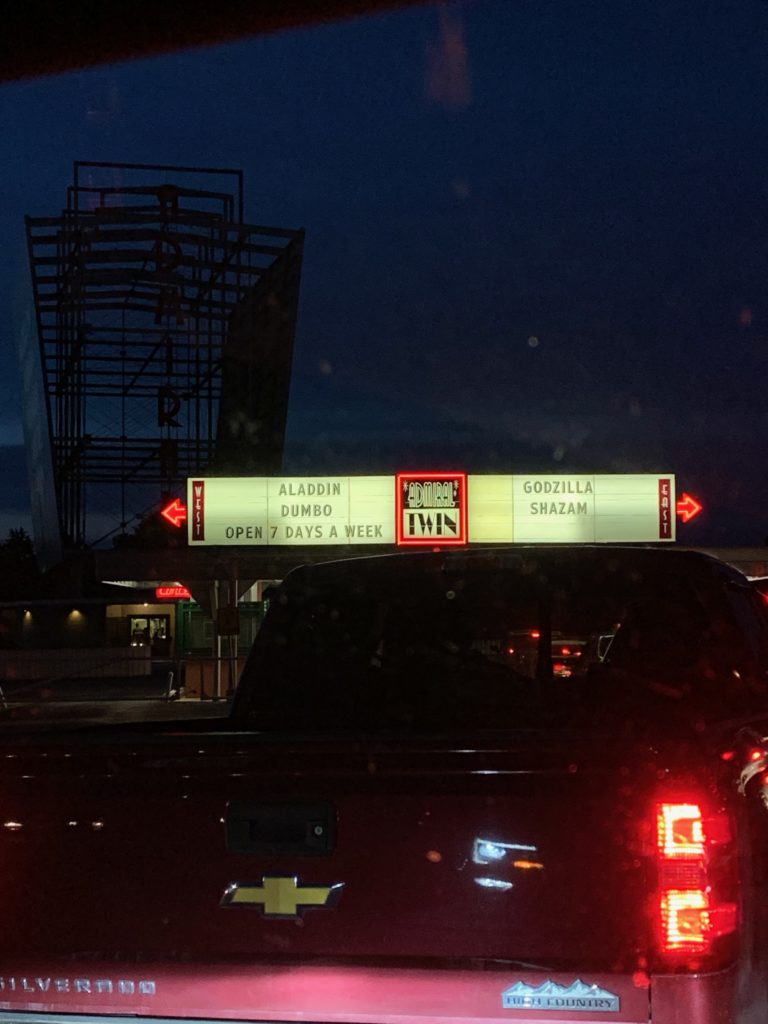 WEST
ALADDIN
DUMBO
OPEN 7 DAYS A WEEK
*ADMIRAL*
TWIN
GODZILLA
SHAZAM
EAST
SILVERADO
HIGH COUNTRY